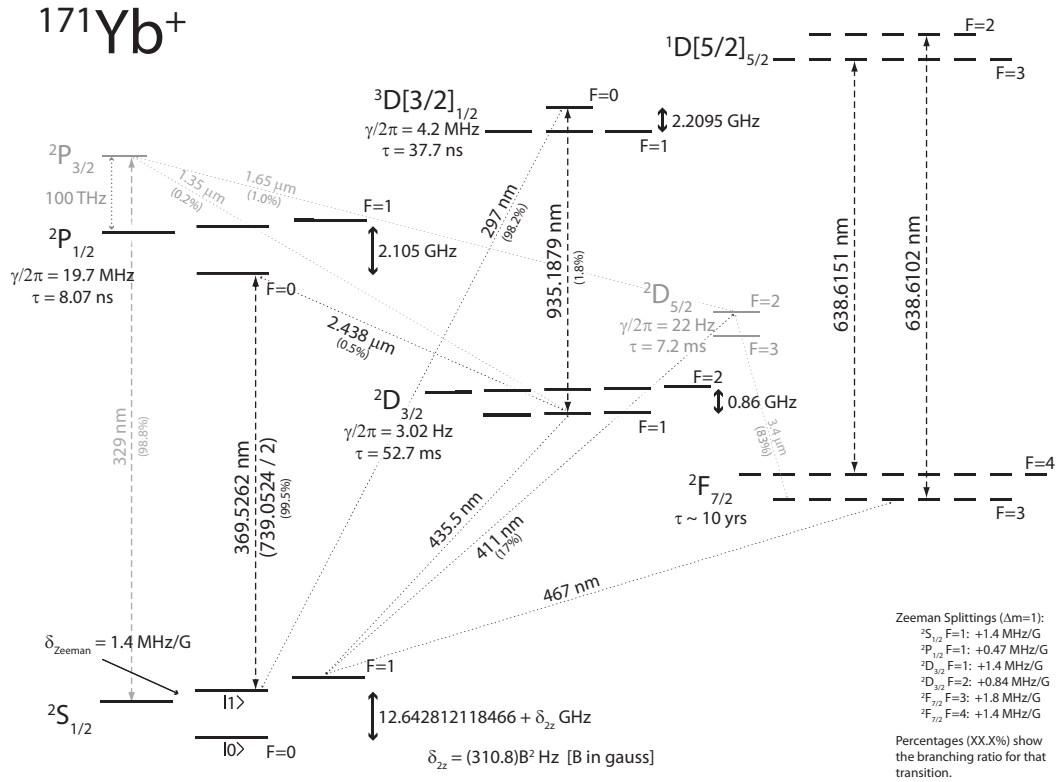 171Yb+
1D[5/2]5/2
F=2
F=3
3D[3/2]1/2
γ/2π = 4.2 MHz
τ = 37.7 ns
F=0
F=1
2.2095 GHz
2P3/2
100 THz
1.35 μm
(0.2%)
1.65 μm
(1.0%)
2P1/2
γ/2π = 19.7 MHz
τ = 8.07 ns
F=1
2.105 GHz
F=0
297 nm
(98.2%)
935.1879 nm
(1.8%)
638.6151 nm
638.6102 nm
2D5/2
γ/2π = 22 Hz
τ = 7.2 ms
F=2
F=3
2.438 μm
(0.5%)
2D3/2
γ/2π = 3.02 Hz
τ = 52.7 ms
F=2
F=1
0.86 GHz
3.4 μm
(83%)
329 nm
(98.8%)
369.5262 nm
(739.0524 / 2)
(99.5%)
435.5 nm
411 nm
(17%)
467 nm
2F7/2
τ ~ 10 yrs
F=4
F=3
δZeeman = 1.4 MHz/G
2S1/2
|1>
|0>
F=1
F=0
12.642812118466 + δ2z GHz
δ2z = (310.8)B2 Hz [B in gauss]
Zeeman Splittings (Δm=1):
2S1/2 F=1: +1.4 MHz/G
2P1/2 F=1: +0.47 MHz/G
2D3/2 F=1: +1.4 MHz/G
2D3/2 F=2: +0.84 MHz/G
2F7/2 F=3: +1.8 MHz/G
2F7/2 F=4: +1.4 MHz/G
Percentages (XX.X%) show
the branching ratio for that
transition.